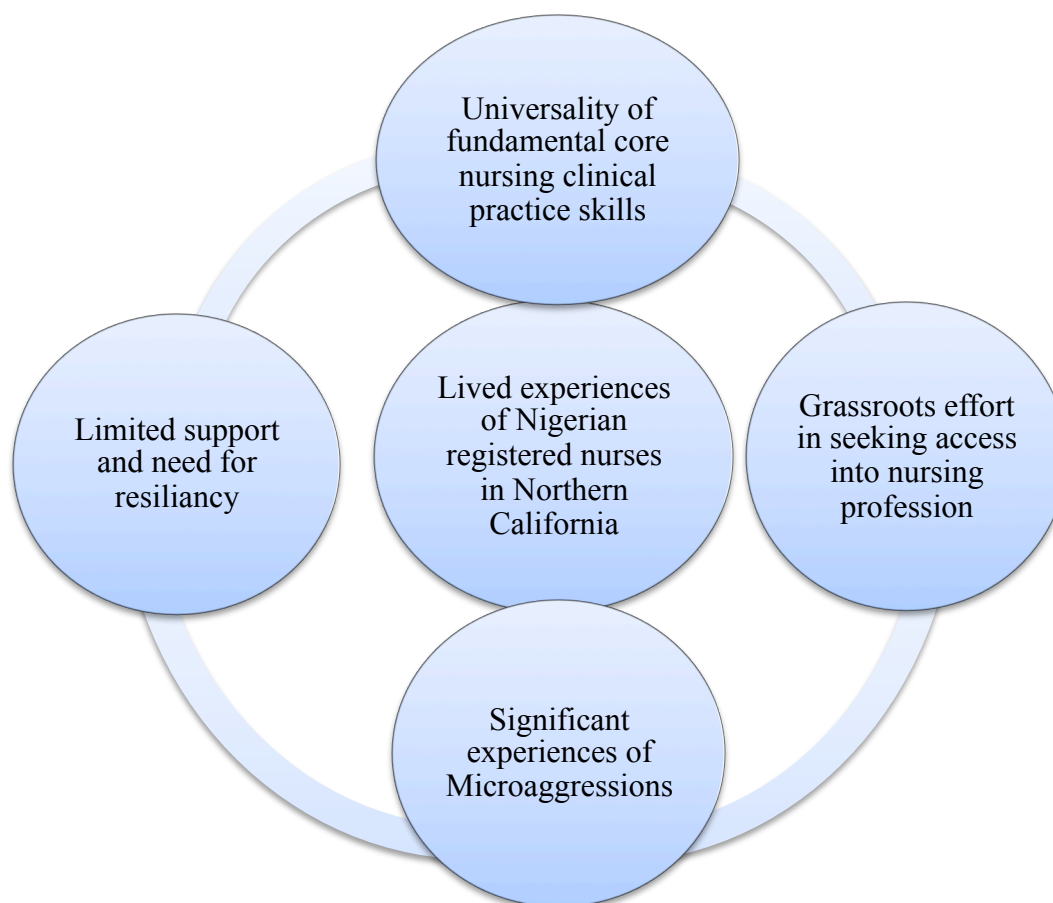 Universality of
fundamental core
nursing clinical
practice skills
Limited support
and need for
resiliancy
Lived experiences
of Nigerian
registered nurses
in Northern
California
Grassroots effort
in seeking access
into nursing
profession
Significant
experiences of
Microaggressions